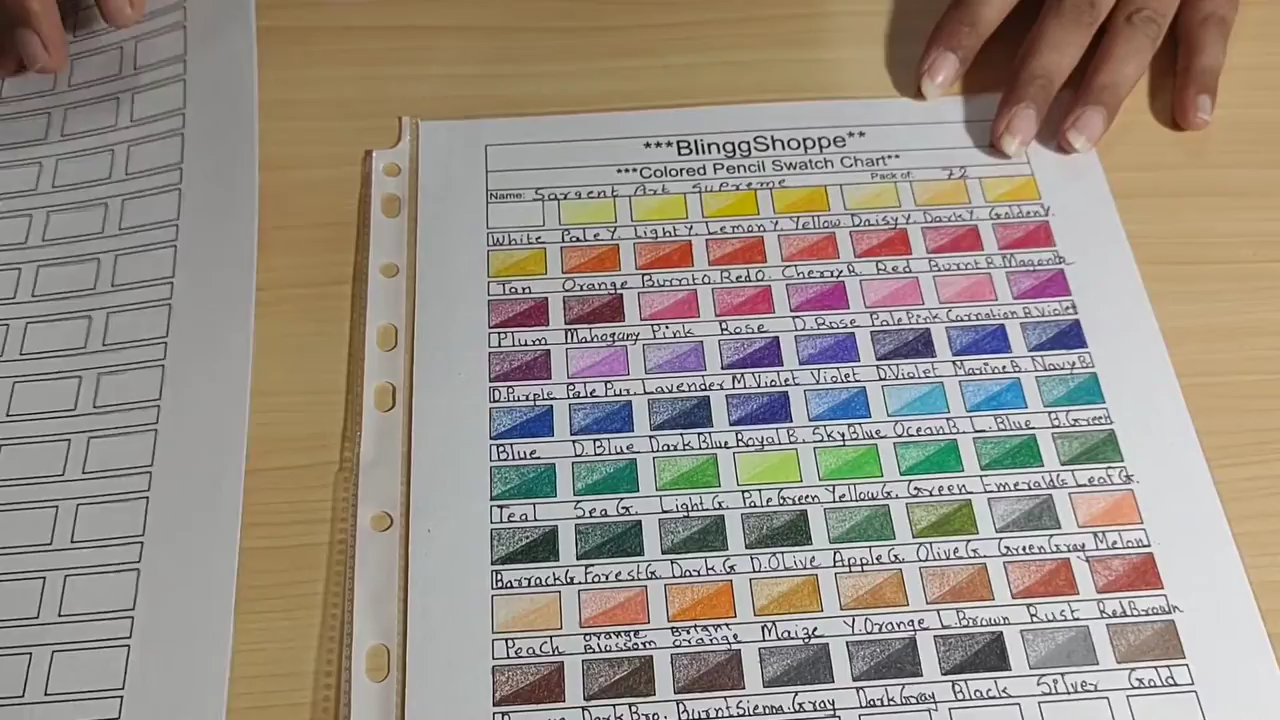 ***BlinggShoppe**
***Colored Pencil Swatch Chart**
Name: Sargent Art Supreme Pack of: 72
White Pale Y. Light Y. Lemon Y. Yellow Daisy Y. Dark Y. Golden Y.
Tan Orange Burnt O. Red O. Cherry R. Red Burnt R. Magenta
Plum Mahogany Pink Rose D. Rose Pale Pink Carnation R. Violet
D. Purple Pale Pur. Lavender M. Violet Violet D. Violet Marine B. Navy B.
Blue D. Blue Dark Blue Royal B. Sky Blue Ocean B. L. Blue B. Green
Teal Sea G. Light G. Pale Green Yellow G. Green Emerald G. Leaf G.
Barrack G. Forest G. Dark. G D. Olive Apple G. Olive G. Green Gray Melon
Peach Orange Blossom Bright Orange Maize Y. Orange L. Brown Rust Red Brown
Dark Bro. Burnt Sienna. Gray Dark Gray Black Silver Gold